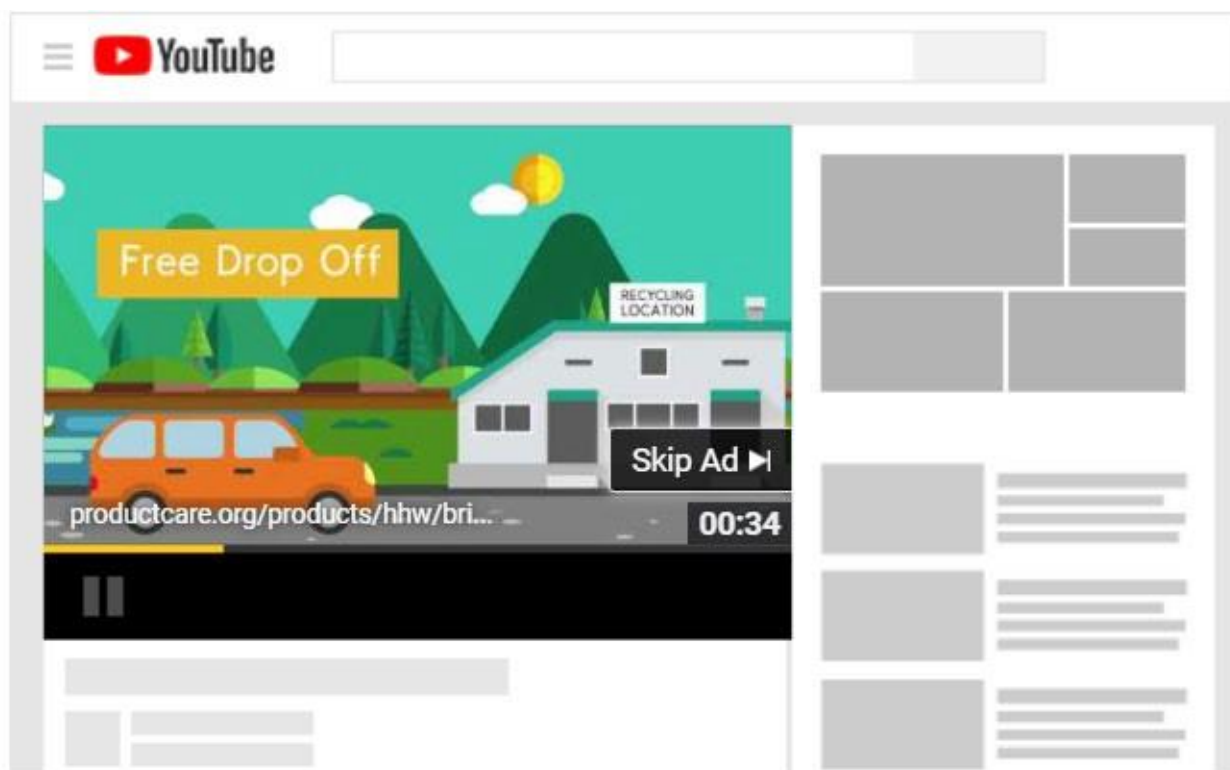 YouTube
Free Drop Off
RECYCLING
LOCATION
Skip Ad
productcare.org/products/hhw/bri...
00:34